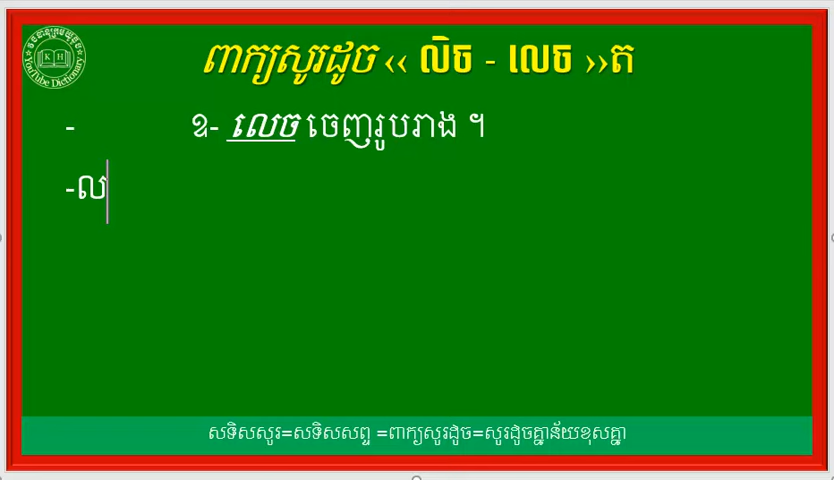 ពាក្យសូរដូច ‹‹ លិច - លេច ››ត
- ឧ- លេច ចេញរូបរាង ។
-ល
សទិសសូរ=សទិសសព្ទ =ពាក្យសូរដូច=សូរដូចគ្នាន័យខុសគ្នា
K H
YouTube Dictionary